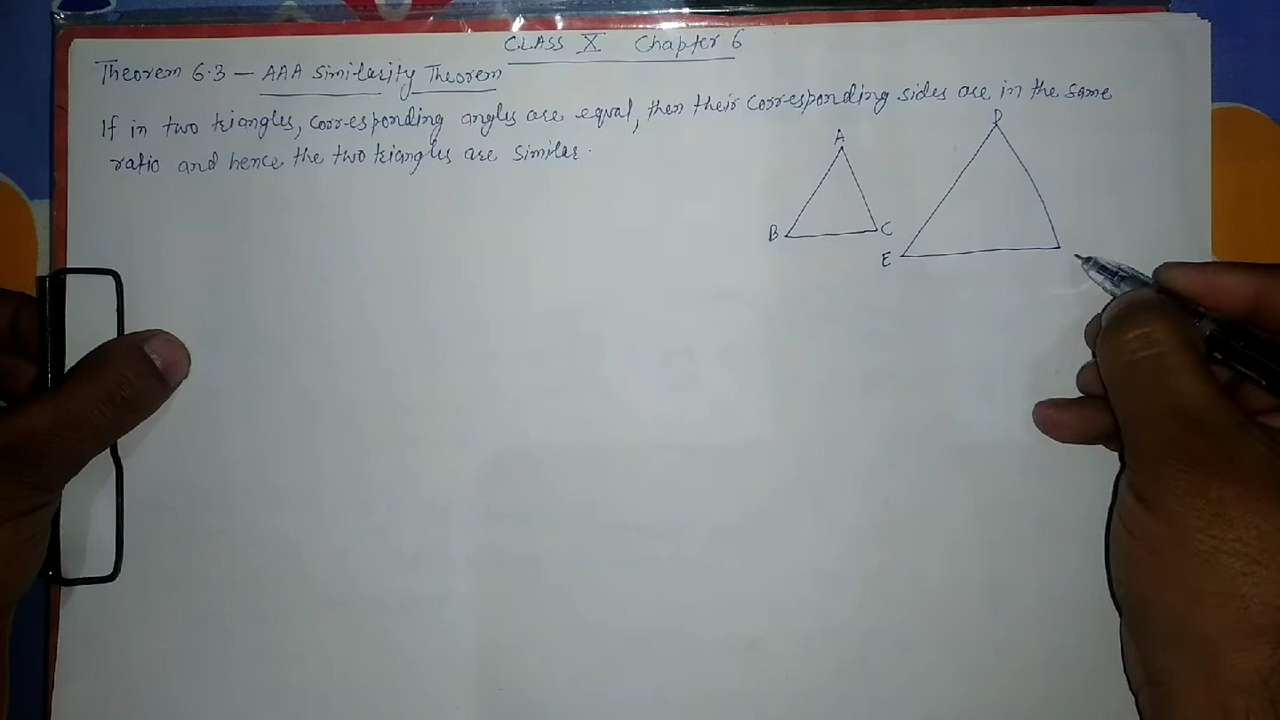 CLASS X Chapter 6
Theorem 6.3 – AAA Similarity Theorem
If in two triangles, corresponding angles are equal, then their corresponding sides are in the same
ratio and hence the two triangles are similar.
A
D
B
C
E